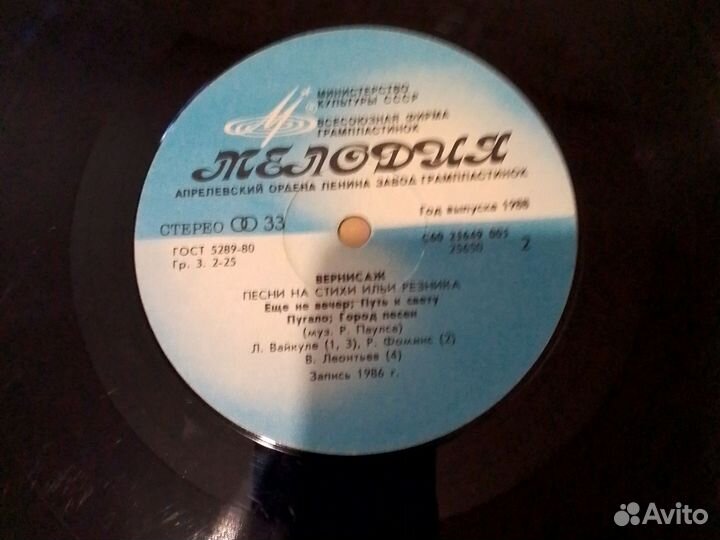 МИНИСТЕРСТВО
КУЛЬТУРЫ СССР
ВСЕСОЮЗНАЯ ФИРМА
ГРАМПЛАСТИНОК
®
МЕЛОДИЯ
АПРЕЛЕВСКИЙ ОРДЕНА ЛЕНИНА ЗАВОД ГРАМПЛАСТИНОК
СТЕРЕО 33
Год выпуска 1988
ГОСТ 5289-80
С60 25649 005
Гр. 3. 2-25
25650
2
ВЕРНИСАЖ
ПЕСНИ НА СТИХИ ИЛЬИ РЕЗНИКА
Еще не вечер; Путь к свету
Пугало; Город песен
(муз. Р. Паулса)
Л. Вайкуле (1, 3), Р. Фоминс (2)
В. Леонтьев (4)
Запись 1986 г.
Avito